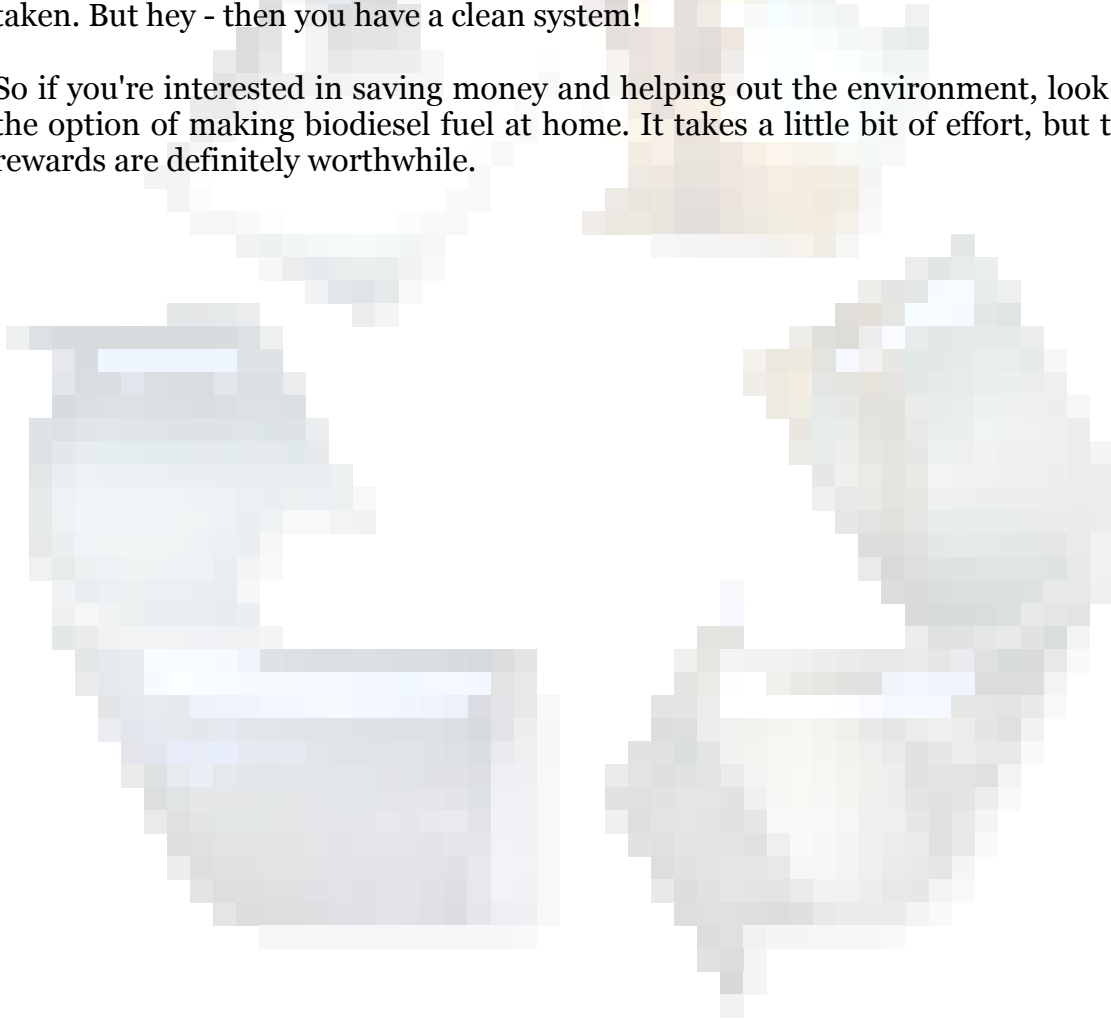 taken. But hey - then you have a clean system!
So if you're interested in saving money and helping out the environment, look
the option of making biodiesel fuel at home. It takes a little bit of effort, but
rewards are definitely worthwhile.